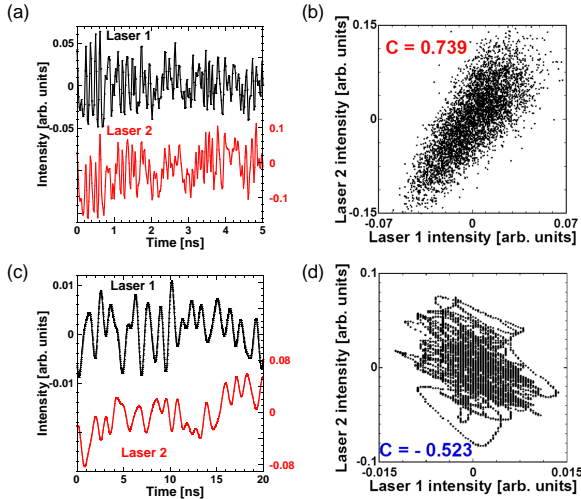 (a)
Intensity [arb. units]
0.05
0
-0.05
Laser 1
Laser 2
0.1
0
-0.1
0 1 2 3 4 5
Time [ns]
(b)
Laser 2 intensity [arb. units]
0.15
0
-0.15
C = 0.739
-0.07 0 0.07
Laser 1 intensity [arb. units]
(c)
Intensity [arb. units]
0.01
0
-0.01
Laser 1
Laser 2
0.08
0
-0.08
0 5 10 15 20
Time [ns]
(d)
Laser 2 intensity [arb. units]
0.1
0
-0.1
C = - 0.523
-0.015 0 0.015
Laser 1 intensity [arb. units]